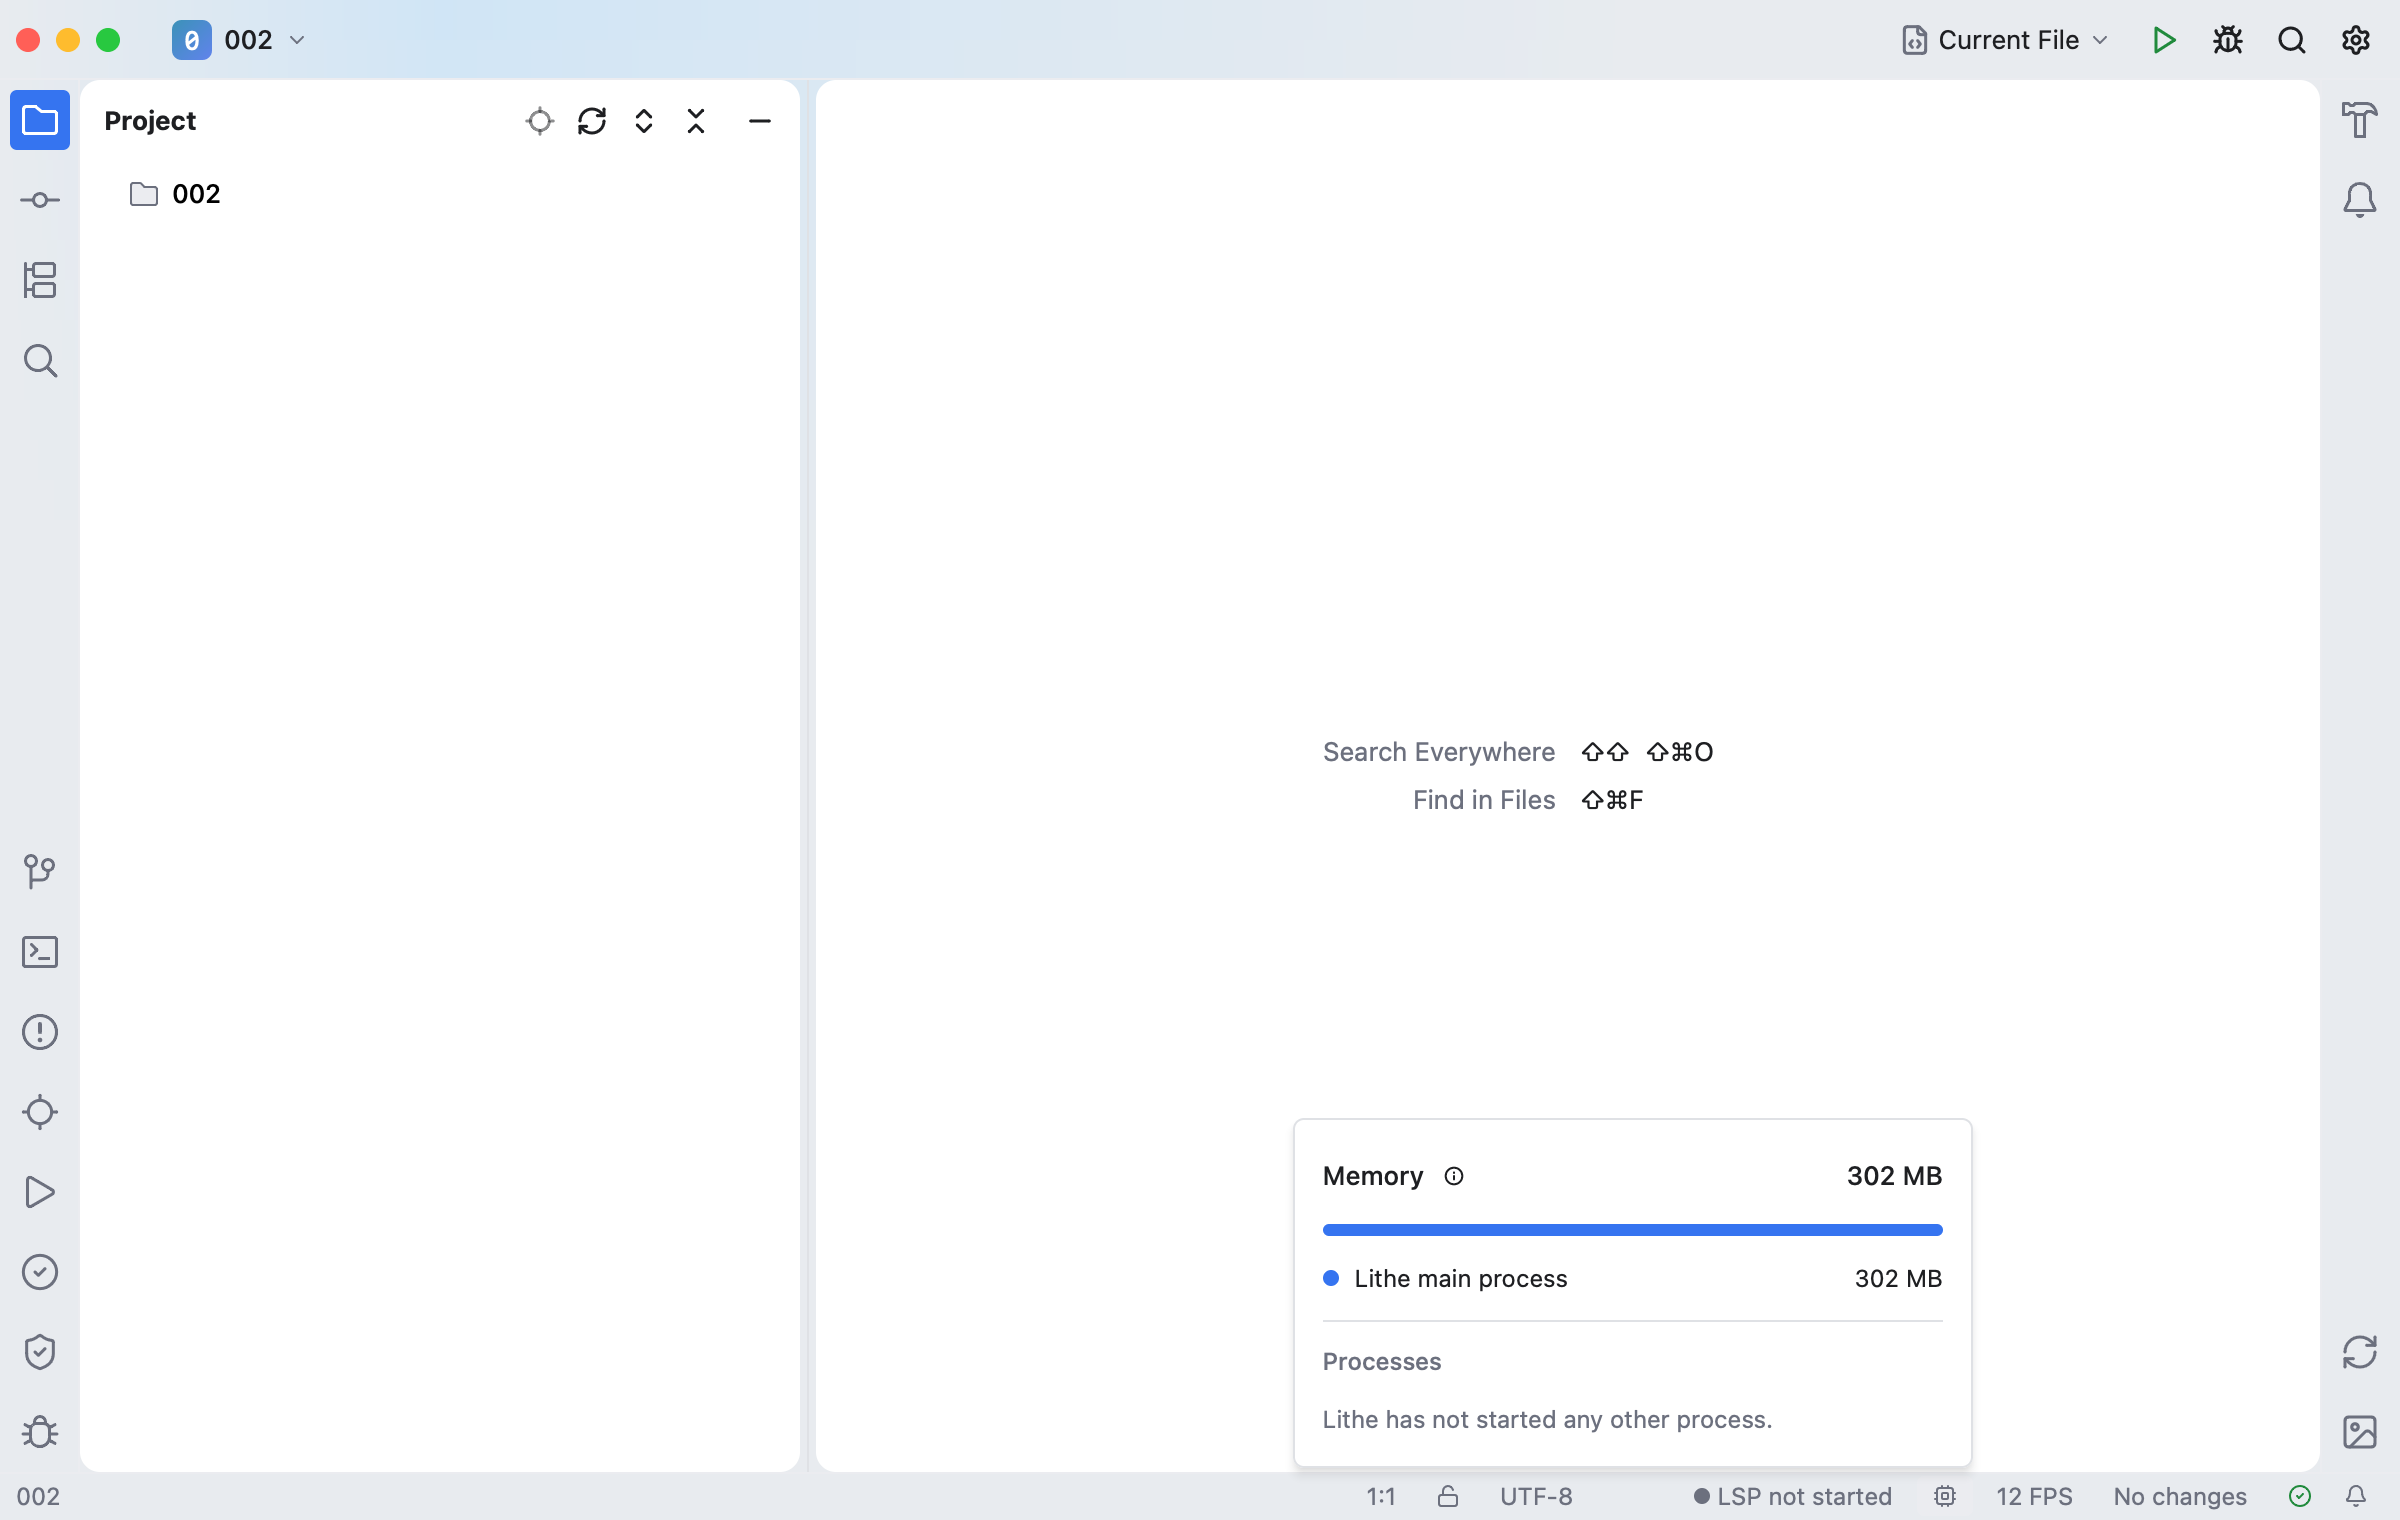 0 002
Current File
Project
002
Search Everywhere ⇧⇧ ⇧⌘O
Find in Files ⇧⌘F
Memory 302 MB
Lithe main process 302 MB
Processes
Lithe has not started any other process.
002
1:1 UTF-8 LSP not started 12 FPS No changes